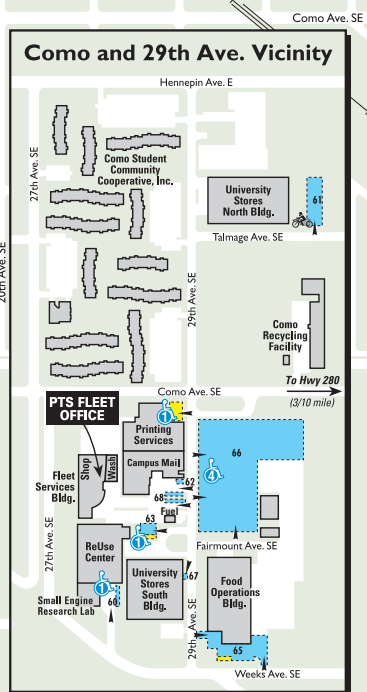 Como Ave. SE
Como and 29th Ave. Vicinity
Hennepin Ave. E
27th Ave. SE
Como Student
Community
Cooperative, Inc.
University
Stores
North Bldg.
61
Talmage Ave. SE
29th Ave. SE
Como
Recycling
Facility
To Hwy 280
(3/10 mile)
Como Ave. SE
PTS FLEET
OFFICE
1
Printing
Services
Campus Mail
Shop
Wash
Fleet
Services
Bldg.
66
4
62
68
Fuel
63
1
27th Ave. SE
ReUse
Center
Fairmount Ave. SE
1
60
Small Engine
Research Lab
University
Stores
South
Bldg.
67
Food
Operations
Bldg.
29th Ave. SE
65
Weeks Ave. SE